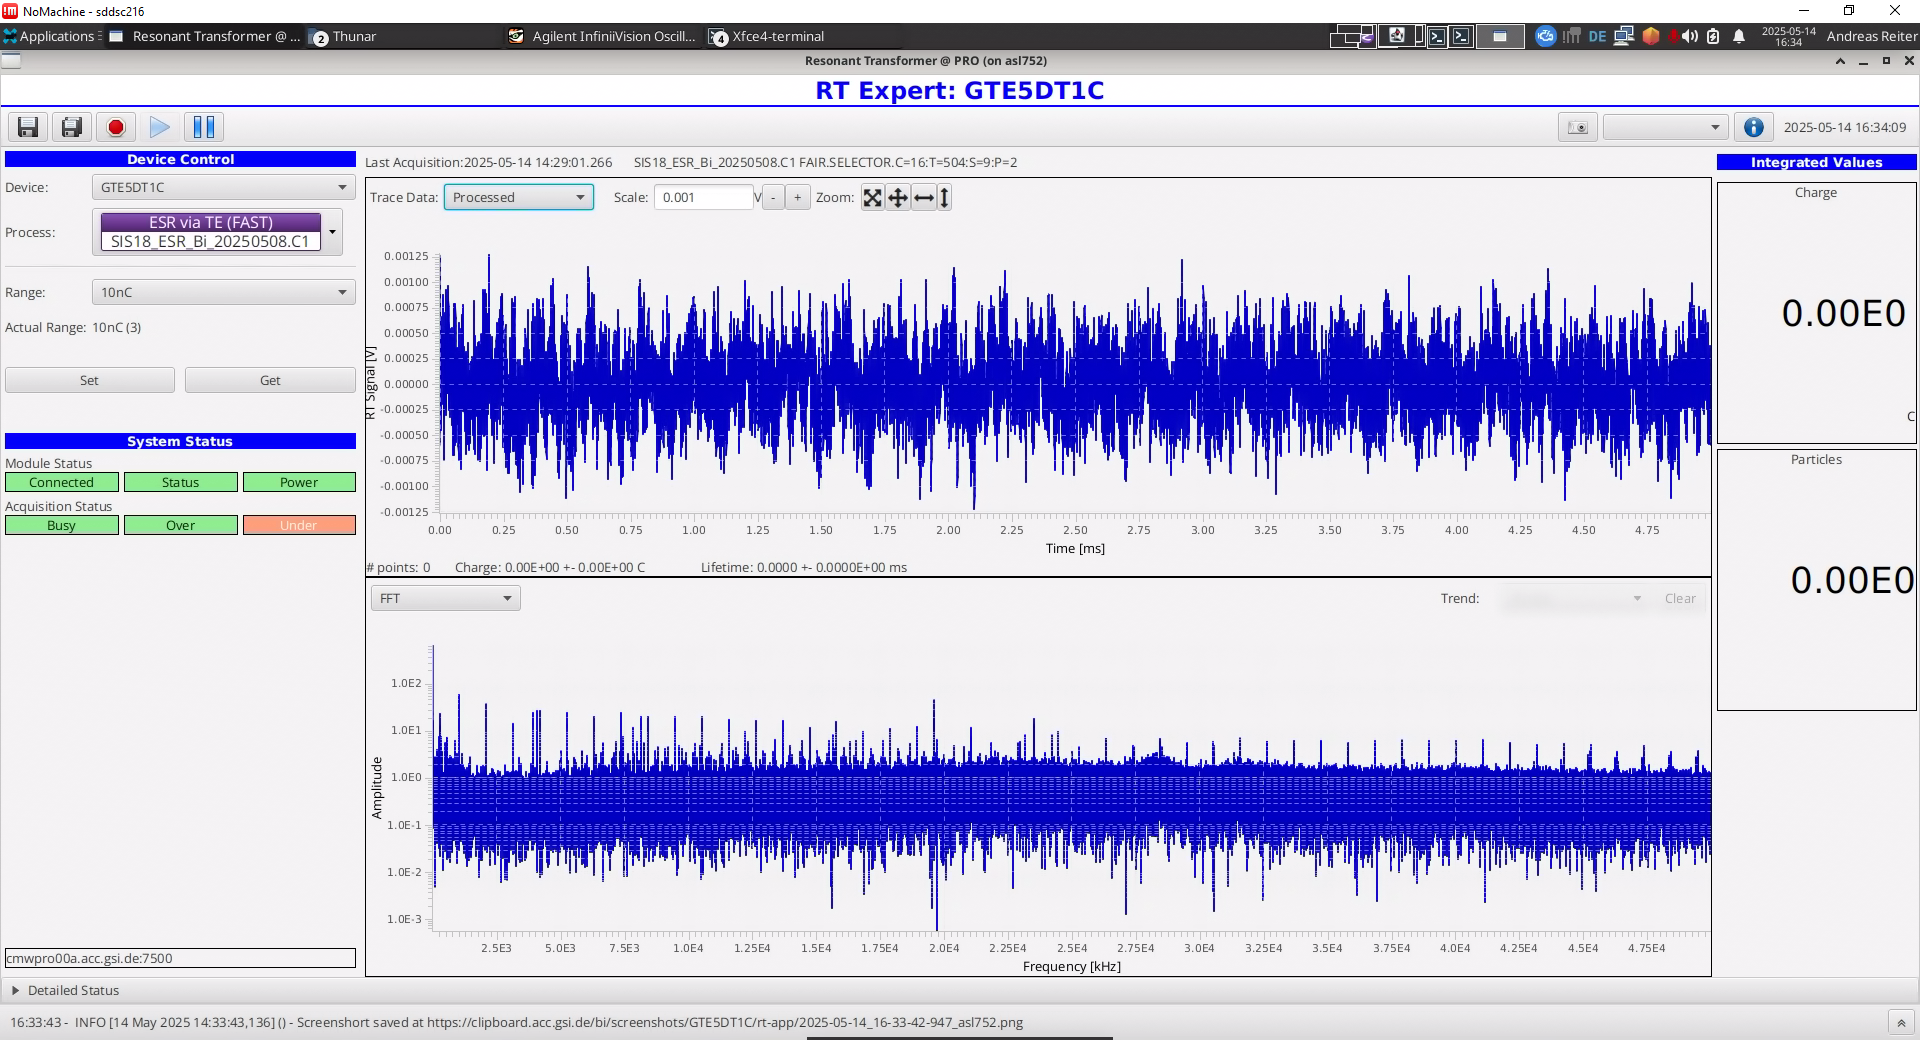 NoMachine - sddsc216
Applications
Resonant Transformer @ ...
2 Thunar
Agilent InfiniiVision Oscill...
4 Xfce4-terminal
DE
2025-05-14
16:34
Andreas Reiter
Resonant Transformer @ PRO (on asl752)
RT Expert: GTE5DT1C
2025-05-14 16:34:09
Device Control
Device: GTE5DT1C
Process: ESR via TE (FAST)
SIS18_ESR_Bi_20250508.C1
Range: 10nC
Actual Range: 10nC (3)
Set Get
System Status
Module Status
Connected Status Power
Acquisition Status
Busy Over Under
cmwpro00a.acc.gsi.de:7500
Last Acquisition:2025-05-14 14:29:01.266 SIS18_ESR_Bi_20250508.C1 FAIR.SELECTOR.C=16:T=504:S=9:P=2
Trace Data: Processed Scale: 0.001 V - + Zoom:
RT Signal [V]
0.00125
0.00100
0.00075
0.00050
0.00025
0.00000
-0.00025
-0.00050
-0.00075
-0.00100
-0.00125
0.00 0.25 0.50 0.75 1.00 1.25 1.50 1.75 2.00 2.25 2.50 2.75 3.00 3.25 3.50 3.75 4.00 4.25 4.50 4.75
Time [ms]
# points: 0 Charge: 0.00E+00 +- 0.00E+00 C Lifetime: 0.0000 +- 0.0000E+00 ms
FFT Trend: Clear
Amplitude
1.0E2
1.0E1
1.0E0
1.0E-1
1.0E-2
1.0E-3
2.5E3 5.0E3 7.5E3 1.0E4 1.25E4 1.5E4 1.75E4 2.0E4 2.25E4 2.5E4 2.75E4 3.0E4 3.25E4 3.5E4 3.75E4 4.0E4 4.25E4 4.5E4 4.75E4
Frequency [kHz]
Integrated Values
Charge
0.00E0
C
Particles
0.00E0
Detailed Status
16:33:43 - INFO [14 May 2025 14:33:43,136] () - Screenshort saved at https://clipboard.acc.gsi.de/bi/screenshots/GTE5DT1C/rt-app/2025-05-14_16-33-42-947_asl752.png